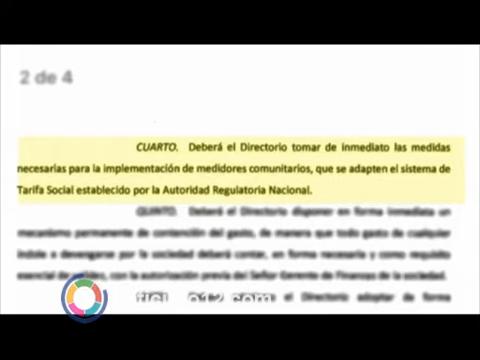 2 de 4
CUARTO. Deberá el Directorio tomar de inmediato las medidas
necesarias para la implementación de medidores comunitarios, que se adapten el sistema de
Tarifa Social establecido por la Autoridad Regulatoria Nacional.
QUINTO. Deberá el Directorio disponer en forma inmediata un
mecanismo permanente de contención del gasto, de manera que todo gasto de cualquier
índole a devengarse por la sociedad deberá contar, en forma necesaria y como requisito
esencial de validez, con la autorización previa del Señor Gerente de Finanzas de la sociedad.
el Directorio adoptar de forma